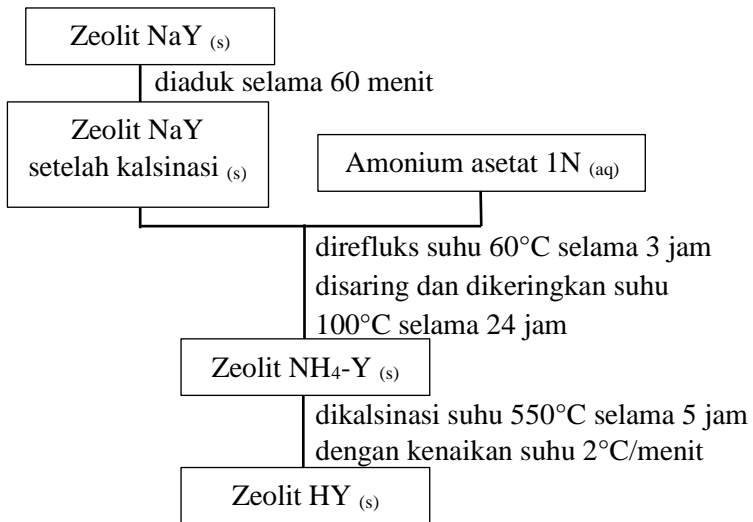 Zeolit NaY (s)
diaduk selama 60 menit
Zeolit NaY
setelah kalsinasi (s)
Amonium asetat 1N (aq)
direfluks suhu 60°C selama 3 jam
disaring dan dikeringkan suhu
100°C selama 24 jam
Zeolit NH₄-Y (s)
dikalsinasi suhu 550°C selama 5 jam
dengan kenaikan suhu 2°C/menit
Zeolit HY (s)